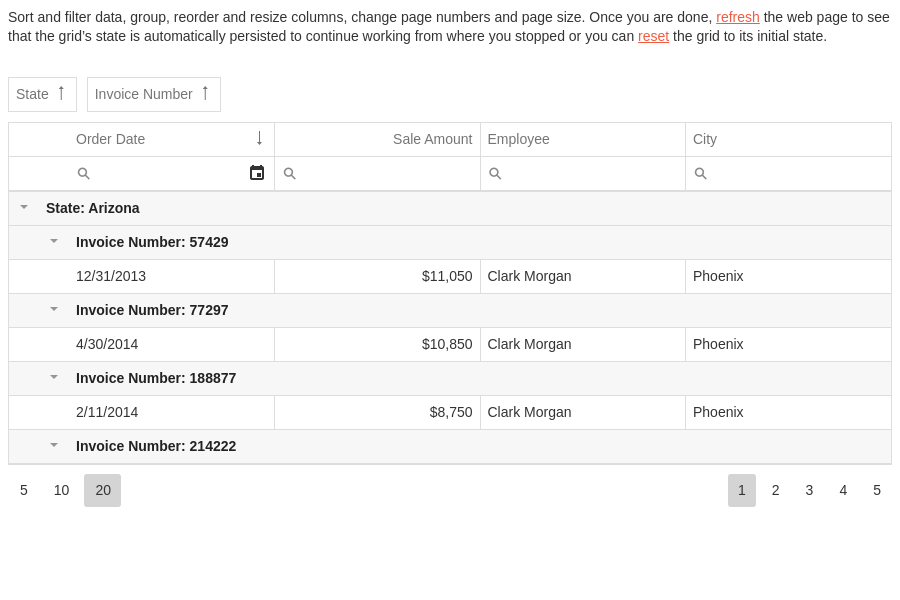 Sort and filter data, group, reorder and resize columns, change page numbers and page size. Once you are done, refresh the web page to see
that the grid's state is automatically persisted to continue working from where you stopped or you can reset the grid to its initial state.
State Invoice Number
Order Date Sale Amount Employee City
State: Arizona
Invoice Number: 57429
12/31/2013 $11,050 Clark Morgan Phoenix
Invoice Number: 77297
4/30/2014 $10,850 Clark Morgan Phoenix
Invoice Number: 188877
2/11/2014 $8,750 Clark Morgan Phoenix
Invoice Number: 214222
5 10 20 1 2 3 4 5